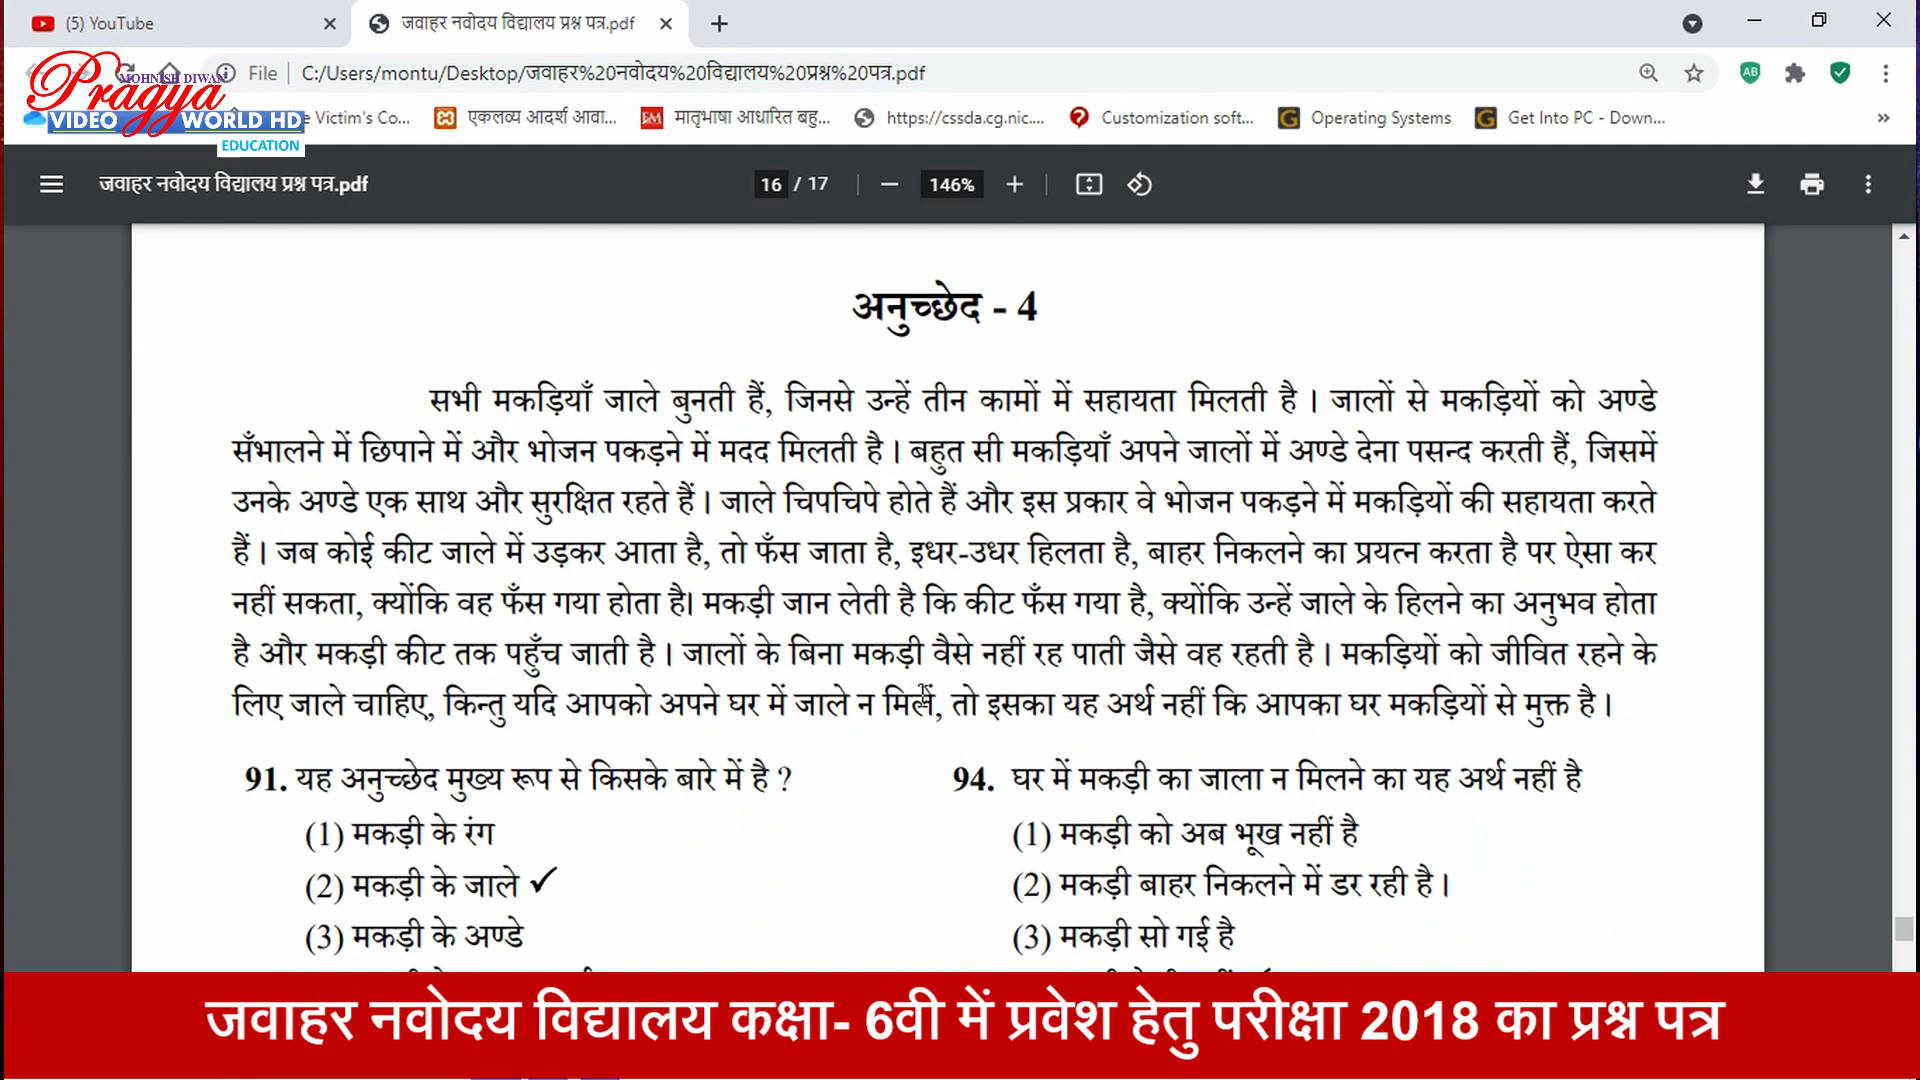 (5) YouTube
जवाहर नवोदय विद्यालय प्रश्न पत्र.pdf
File
C:/Users/montu/Desktop/जवाहर%20नवोदय%20विद्यालय%20प्रश्न%20पत्र.pdf
Pragya
MOHNISH DIWAN
VIDEO WORLD HD
EDUCATION
e Victim's Co...
एकलव्य आदर्श आवा...
मातृभाषा आधारित बहु...
https://cssda.cg.nic....
Customization soft...
Operating Systems
Get Into PC - Down...
जवाहर नवोदय विद्यालय प्रश्न पत्र.pdf
16 / 17
146%
अनुच्छेद - 4
सभी मकड़ियाँ जाले बुनती हैं, जिनसे उन्हें तीन कामों में सहायता मिलती है । जालों से मकड़ियों को अण्डे
सँभालने में छिपाने में और भोजन पकड़ने में मदद मिलती है । बहुत सी मकड़ियाँ अपने जालों में अण्डे देना पसन्द करती हैं, जिसमें
उनके अण्डे एक साथ और सुरक्षित रहते हैं । जाले चिपचिपे होते हैं और इस प्रकार वे भोजन पकड़ने में मकड़ियों की सहायता करते
हैं । जब कोई कीट जाले में उड़कर आता है, तो फँस जाता है, इधर-उधर हिलता है, बाहर निकलने का प्रयत्न करता है पर ऐसा कर
नहीं सकता, क्योंकि वह फँस गया होता है। मकड़ी जान लेती है कि कीट फँस गया है, क्योंकि उन्हें जाले के हिलने का अनुभव होता
है और मकड़ी कीट तक पहुँच जाती है । जालों के बिना मकड़ी वैसे नहीं रह पाती जैसे वह रहती है । मकड़ियों को जीवित रहने के
लिए जाले चाहिए, किन्तु यदि आपको अपने घर में जाले न मिलें, तो इसका यह अर्थ नहीं कि आपका घर मकड़ियों से मुक्त है ।
91. यह अनुच्छेद मुख्य रूप से किसके बारे में है ?
(1) मकड़ी के रंग
(2) मकड़ी के जाले ✓
(3) मकड़ी के अण्डे
94. घर में मकड़ी का जाला न मिलने का यह अर्थ नहीं है
(1) मकड़ी को अब भूख नहीं है
(2) मकड़ी बाहर निकलने में डर रही है ।
(3) मकड़ी सो गई है
जवाहर नवोदय विद्यालय कक्षा- 6वी में प्रवेश हेतु परीक्षा 2018 का प्रश्न पत्र